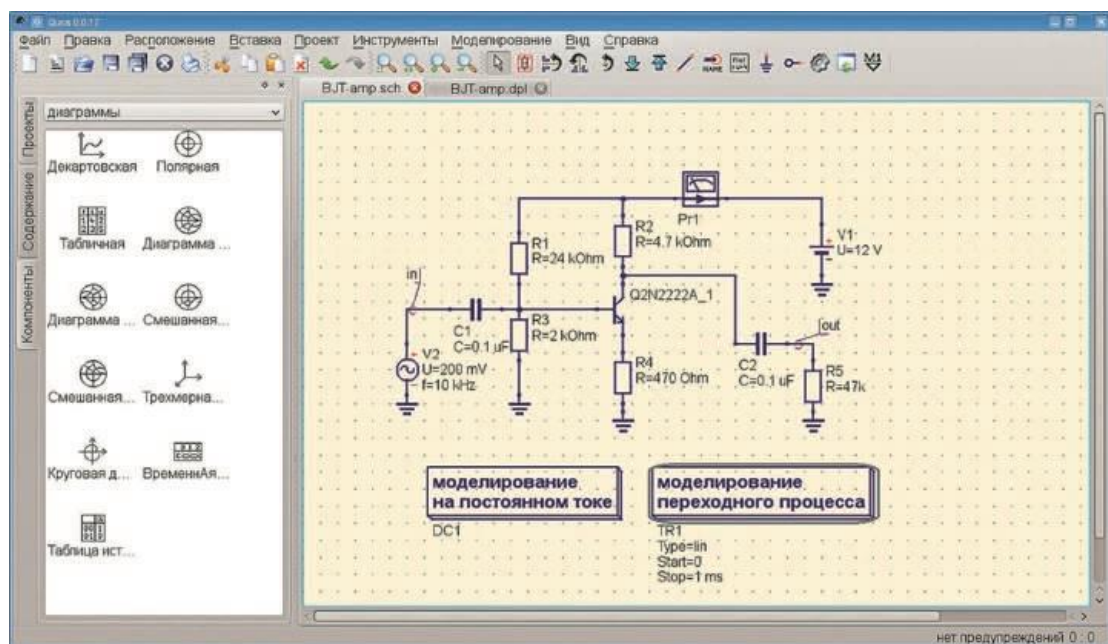 Qucs 0.0.17
Файл Правка Расположение Вставка Проект Инструменты Моделирование Вид Справка
BJT-amp.sch BJT-amp.dpl
Проекты
Содержание
Компоненты
диаграммы
Декартовская Полярная
Табличная Диаграмма ...
Диаграмма ... Смешанная...
Смешанная... Трехмерна...
Круговая д... ВременнАя...
Таблица ист...
Pr1
R2
R=4.7 kOhm
V1
U=12 V
R1
R=24 kOhm
in
Q2N2222A_1
C1
C=0.1 uF
R3
R=2 kOhm
V2
U=200 mV
f=10 kHz
R4
R=470 Ohm
out
C2
C=0.1 uF
R5
R=47k
моделирование
на постоянном токе
DC1
моделирование
переходного процесса
TR1
Type=lin
Start=0
Stop=1 ms
нет предупреждений 0 : 0